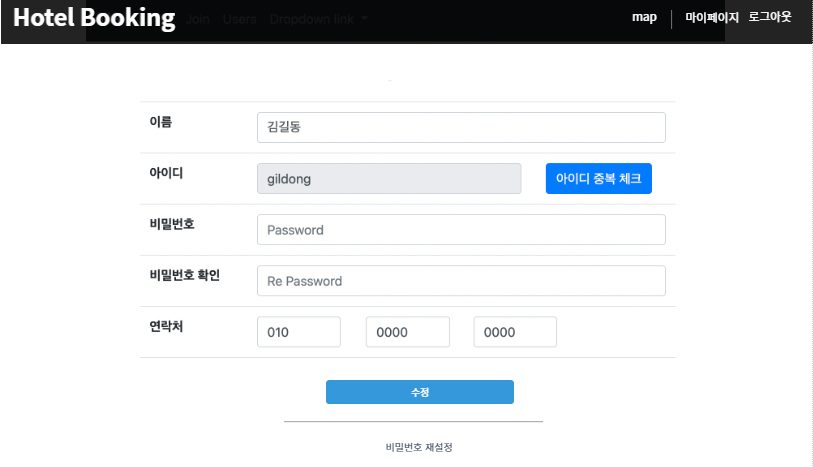 Hotel Booking Join Users Dropdown link map 마이페이지 로그아웃
이름 김길동
아이디 gildong 아이디 중복 체크
비밀번호 Password
비밀번호 확인 Re Password
연락처 010 0000 0000
수정
비밀번호 재설정